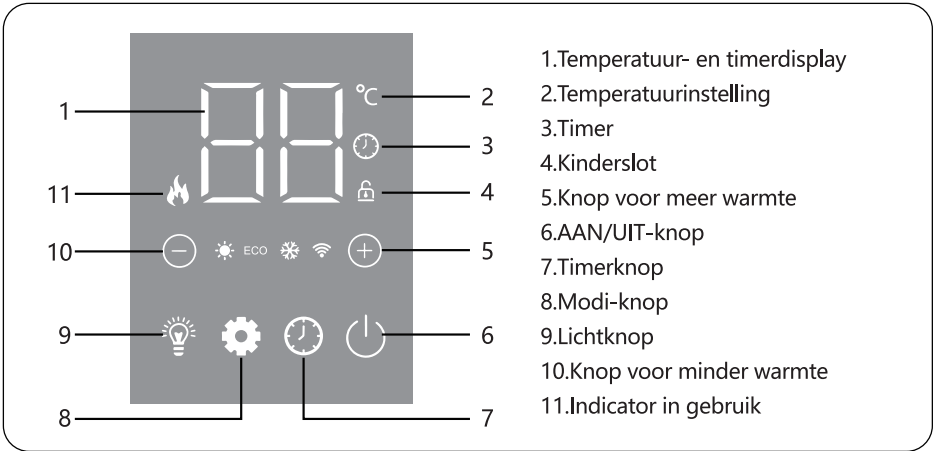 88 °C
1
2
3
11
4
10
ECO
5
9
6
8
7
1.Temperatuur- en timerdisplay
2.Temperatuurinstelling
3.Timer
4.Kinderslot
5.Knop voor meer warmte
6.AAN/UIT-knop
7.Timerknop
8.Modi-knop
9.Lichtknop
10.Knop voor minder warmte
11.Indicator in gebruik